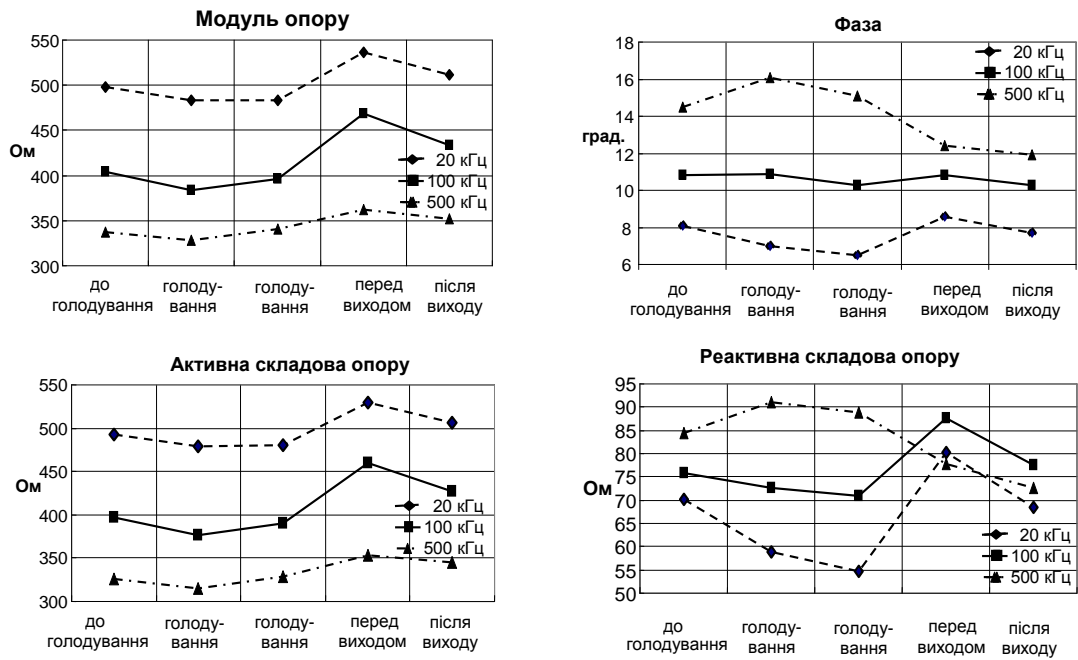 Модуль опору
550
500
450
400
350
300
Ом
20 кГц
100 кГц
500 кГц
до голодування
голоду-вання
голоду-вання
перед виходом
після виходу
Фаза
18
16
14
12
10
8
6
град.
20 кГц
100 кГц
500 кГц
до голодування
голоду-вання
голоду-вання
перед виходом
після виходу
Активна складова опору
550
500
450
400
350
300
Ом
20 кГц
100 кГц
500 кГц
до голодування
голоду-вання
голоду-вання
перед виходом
після виходу
Реактивна складова опору
95
90
85
80
75
70
65
60
55
50
Ом
20 кГц
100 кГц
500 кГц
до голодування
голоду-вання
голоду-вання
перед виходом
після виходу